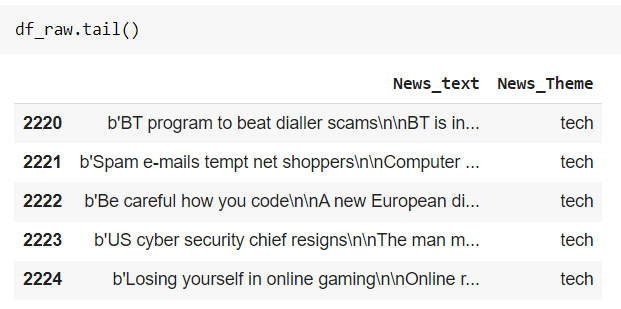 df_raw.tail()
News_text News_Theme
2220 b'BT program to beat dialler scams\n\nBT is in... tech
2221 b'Spam e-mails tempt net shoppers\n\nComputer ... tech
2222 b'Be careful how you code\n\nA new European di... tech
2223 b'US cyber security chief resigns\n\nThe man m... tech
2224 b'Losing yourself in online gaming\n\nOnline r... tech